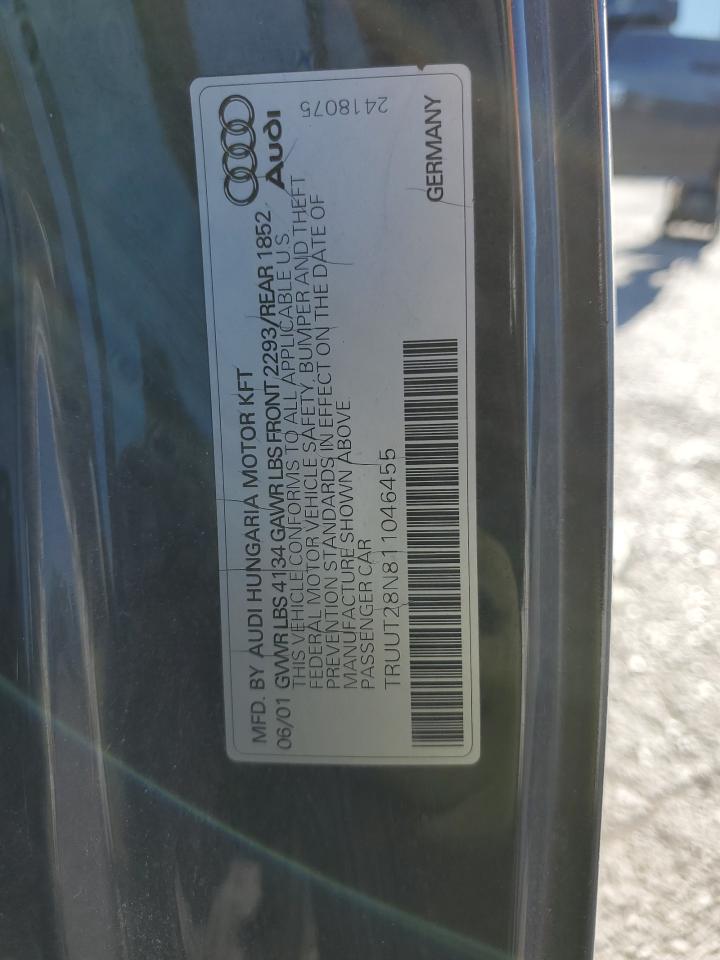 MFD. BY AUDI HUNGARIA MOTOR KFT
06/01 GVWR LBS 4134 GAWR LBS FRONT 2293/REAR 1852
THIS VEHICLE CONFORMS TO ALL APPLICABLE U S
FEDERAL MOTOR VEHICLE SAFETY, BUMPER AND THEFT
PREVENTION STANDARDS IN EFFECT ON THE DATE OF
MANUFACTURE SHOWN ABOVE
PASSENGER CAR
TRUUT28N811046455
Audi
2418075
GERMANY